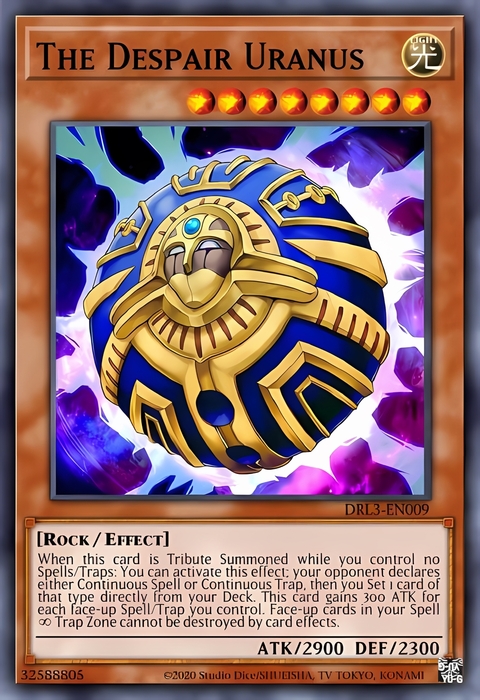 THE DESPAIR URANUS
LIGHT
光
DRL3-EN009
[ROCK / EFFECT]
When this card is Tribute Summoned while you control no
Spells/Traps: You can activate this effect; your opponent declares
either Continuous Spell or Continuous Trap, then you Set 1 card of
that type directly from your Deck. This card gains 300 ATK for
each face-up Spell/Trap you control. Face-up cards in your Spell
∞ Trap Zone cannot be destroyed by card effects.
ATK/2900 DEF/2300
32588805
©2020 Studio Dice/SHUEISHA, TV TOKYO, KONAMI